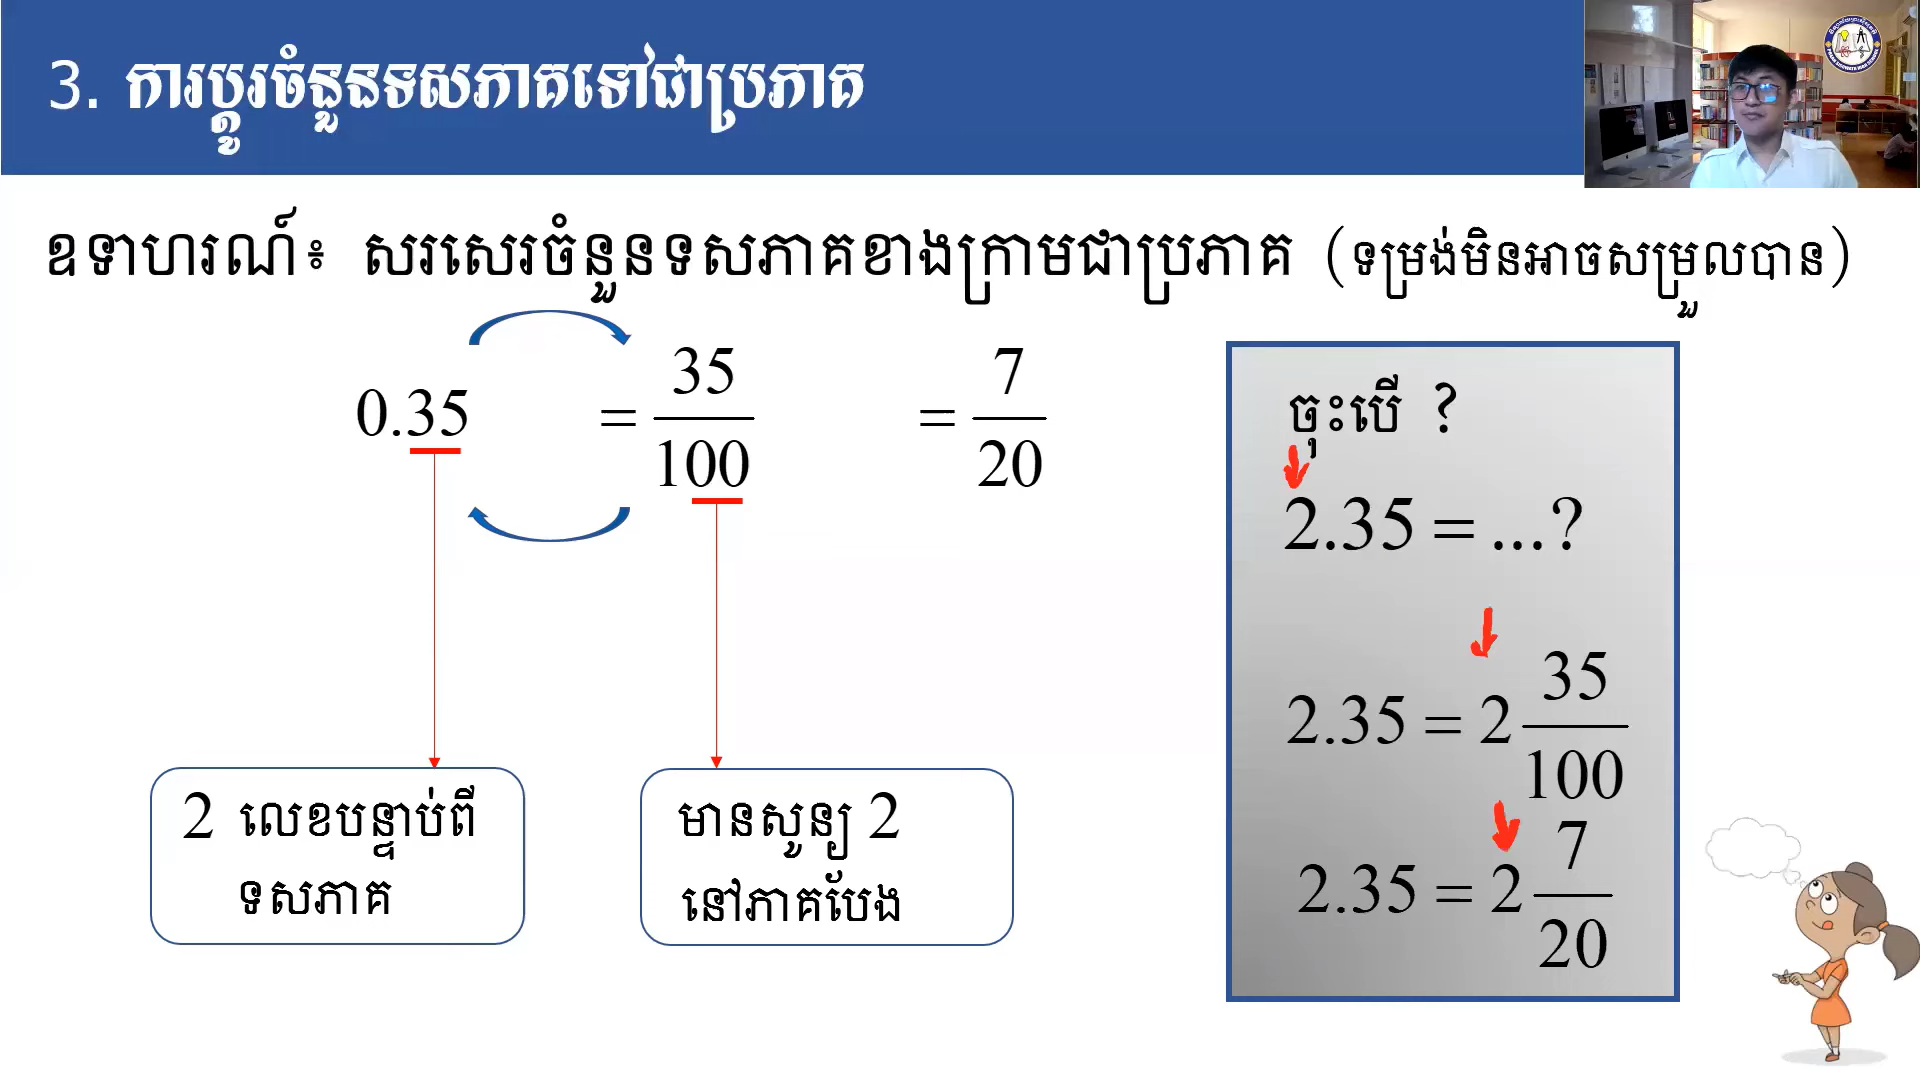 3. ការប្តូរចំនួនទសភាគទៅជាប្រភាគ
ឧទាហរណ៍៖ សរសេរចំនួនទសភាគខាងក្រោមជាប្រភាគ (ទម្រង់មិនអាចសម្រួលបាន)
0.35 = 35/100 = 7/20
2 លេខបន្ទាប់ពី
ទសភាគ
មានសូន្យ 2
នៅភាគបែង
ចុះបើ ?
2.35 = ...?
2.35 = 2 35/100
2.35 = 2 7/20